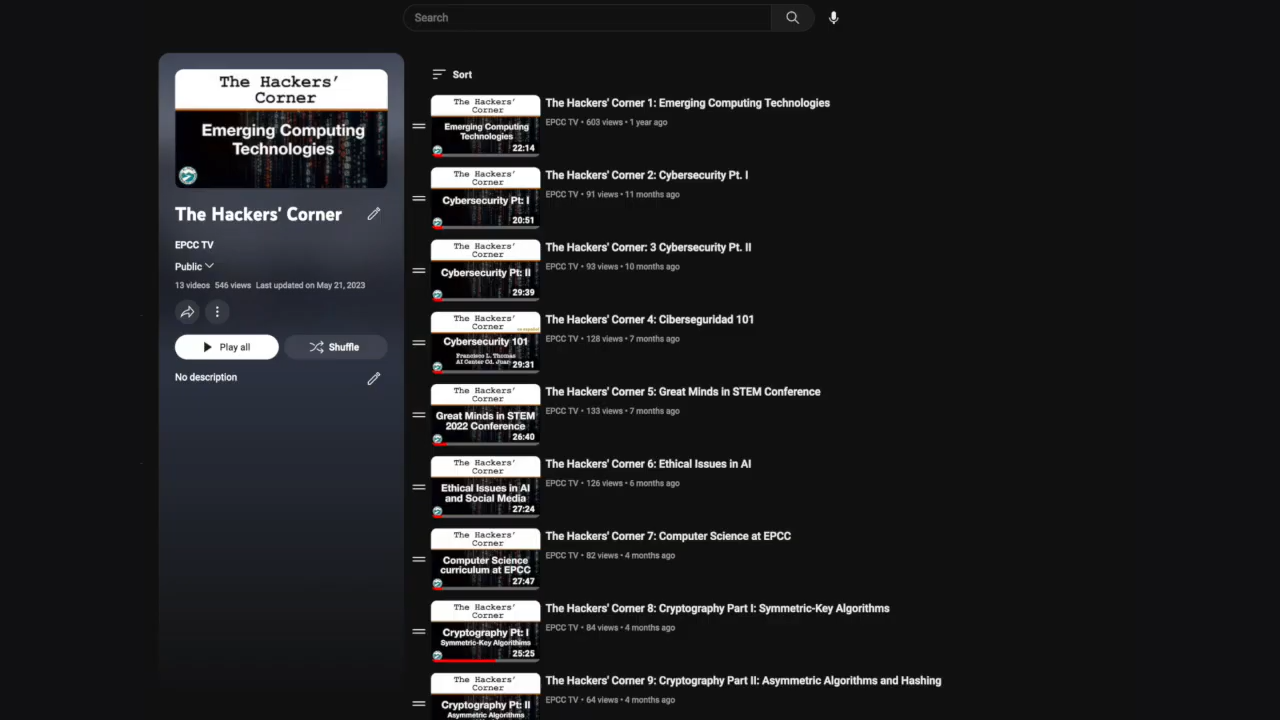 Search
The Hackers'
Corner
Emerging Computing
Technologies
The Hackers' Corner
EPCC TV
Public
13 videos 546 views Last updated on May 21, 2023
Play all
Shuffle
No description
Sort
The Hackers'
Corner
Emerging Computing
Technologies
22:14
The Hackers' Corner 1: Emerging Computing Technologies
EPCC TV • 603 views • 1 year ago
The Hackers'
Corner
Cybersecurity Pt: I
20:51
The Hackers' Corner 2: Cybersecurity Pt. I
EPCC TV • 91 views • 11 months ago
The Hackers'
Corner
Cybersecurity Pt: II
29:39
The Hackers' Corner: 3 Cybersecurity Pt. II
EPCC TV • 93 views • 10 months ago
The Hackers'
Corner
en español
Cybersecurity 101
Francisco L. Thomas
AI Center Cd. Juar
29:31
The Hackers' Corner 4: Ciberseguridad 101
EPCC TV • 128 views • 7 months ago
The Hackers'
Corner
Great Minds in STEM
2022 Conference
26:40
The Hackers' Corner 5: Great Minds in STEM Conference
EPCC TV • 133 views • 7 months ago
The Hackers'
Corner
Ethical Issues in AI
and Social Media
27:24
The Hackers' Corner 6: Ethical Issues in AI
EPCC TV • 126 views • 6 months ago
The Hackers'
Corner
Computer Science
curriculum at EPCC
27:47
The Hackers' Corner 7: Computer Science at EPCC
EPCC TV • 82 views • 4 months ago
The Hackers'
Corner
Cryptography Pt: I
Symmetric-Key Algorithms
25:25
The Hackers' Corner 8: Cryptography Part I: Symmetric-Key Algorithms
EPCC TV • 84 views • 4 months ago
The Hackers'
Corner
Cryptography Pt: II
Asymmetric Algorithms
The Hackers' Corner 9: Cryptography Part II: Asymmetric Algorithms and Hashing
EPCC TV • 64 views • 4 months ago